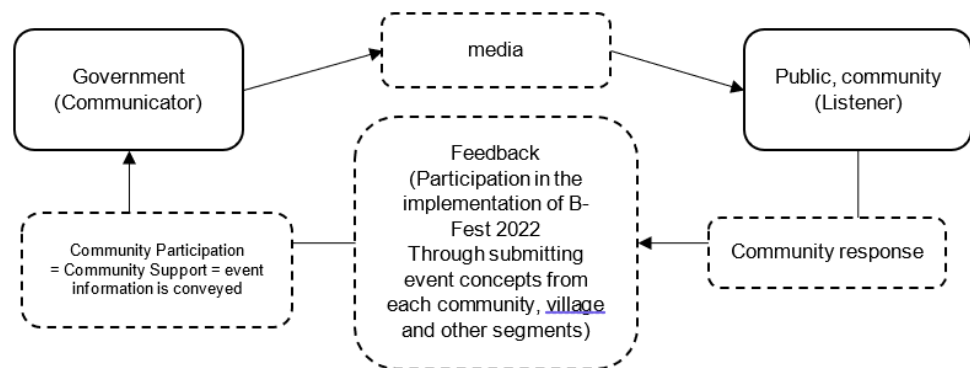 Government
(Communicator)
media
Public, community
(Listener)
Feedback
(Participation in the
implementation of B-
Fest 2022
Through submitting
event concepts from
each community, village
and other segments)
Community Participation
= Community Support = event
information is conveyed
Community response